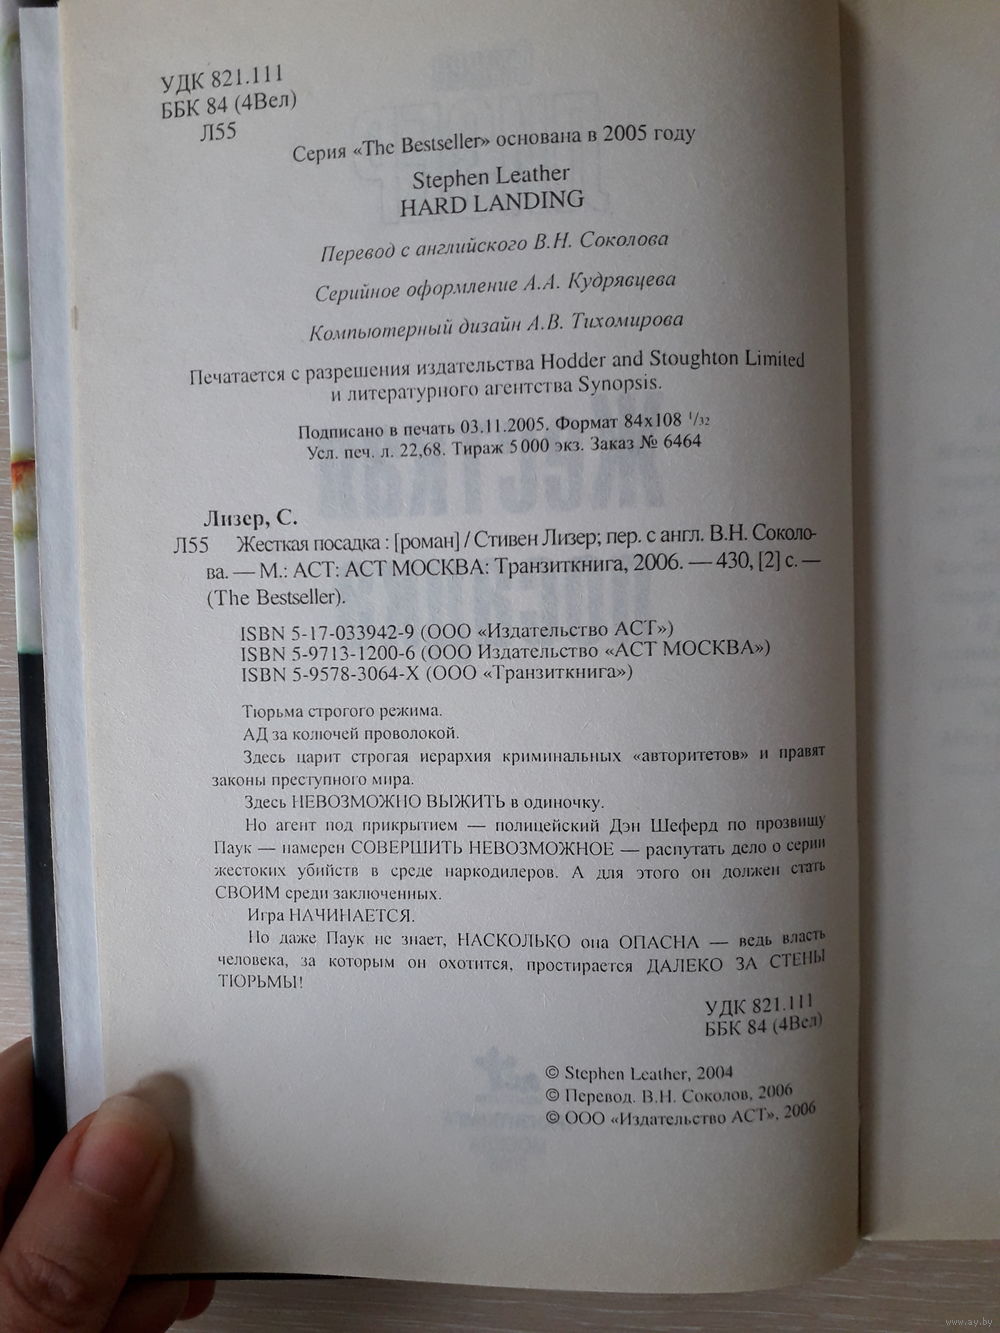 УДК 821.111
ББК 84 (4Вел)
Л55
Серия «The Bestseller» основана в 2005 году
Stephen Leather
HARD LANDING
Перевод с английского В.Н. Соколова
Серийное оформление А.А. Кудрявцева
Компьютерный дизайн А.В. Тихомирова
Печатается с разрешения издательства Hodder and Stoughton Limited
и литературного агентства Synopsis.
Подписано в печать 03.11.2005. Формат 84х108 1/32
Усл. печ. л. 22,68. Тираж 5 000 экз. Заказ № 6464
Лизер, С.
Л55 Жесткая посадка : [роман] / Стивен Лизер; пер. с англ. В.Н. Соколо-
ва. — М.: АСТ: АСТ МОСКВА: Транзиткнига, 2006. — 430, [2] с. —
(The Bestseller).
ISBN 5-17-033942-9 (ООО «Издательство АСТ»)
ISBN 5-9713-1200-6 (ООО Издательство «АСТ МОСКВА»)
ISBN 5-9578-3064-X (ООО «Транзиткнига»)
Тюрьма строгого режима.
АД за колючей проволокой.
Здесь царит строгая иерархия криминальных «авторитетов» и правят
законы преступного мира.
Здесь НЕВОЗМОЖНО ВЫЖИТЬ в одиночку.
Но агент под прикрытием — полицейский Дэн Шеферд по прозвищу
Паук — намерен СОВЕРШИТЬ НЕВОЗМОЖНОЕ — распутать дело о серии
жестоких убийств в среде наркодилеров. А для этого он должен стать
СВОИМ среди заключенных.
Игра НАЧИНАЕТСЯ.
Но даже Паук не знает, НАСКОЛЬКО она ОПАСНА — ведь власть
человека, за которым он охотится, простирается ДАЛЕКО ЗА СТЕНЫ
ТЮРЬМЫ!
УДК 821.111
ББК 84 (4Вел)
© Stephen Leather, 2004
© Перевод. В.Н. Соколов, 2006
© ООО «Издательство АСТ», 2006
www.ay.by